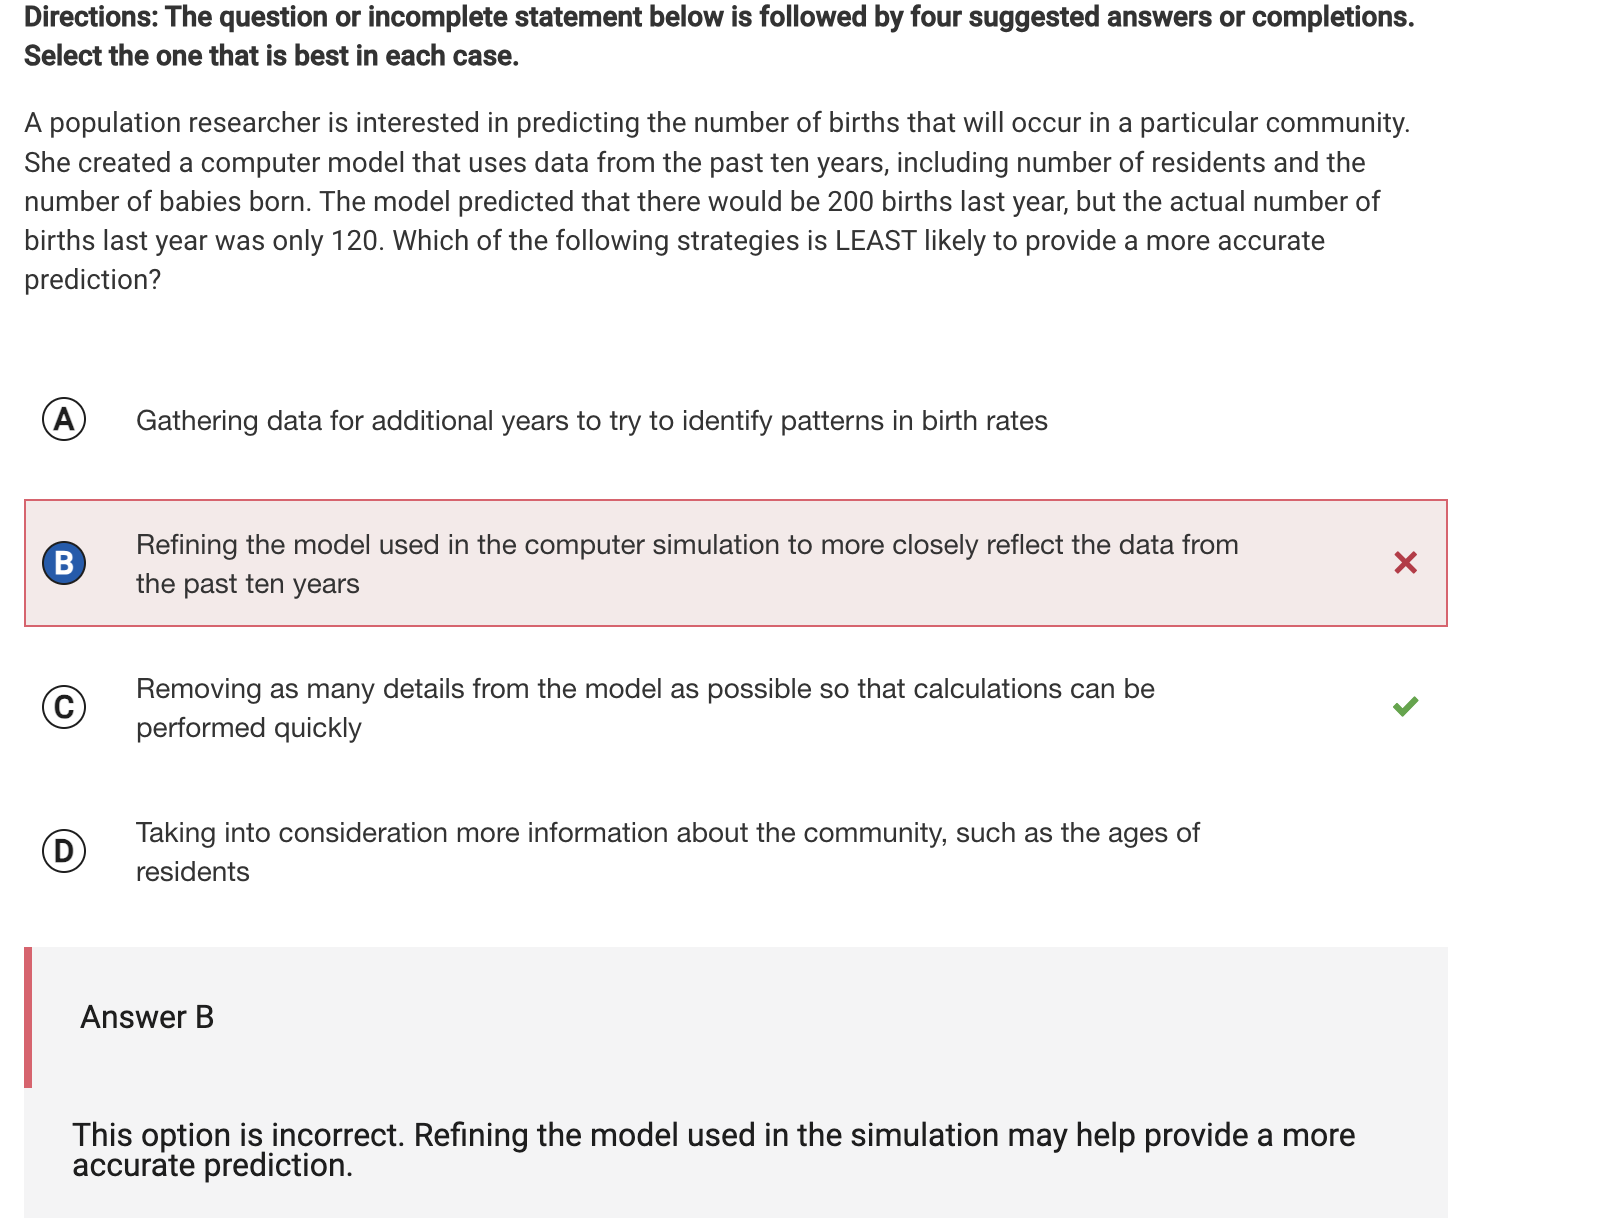 Directions: The question or incomplete statement below is followed by four suggested answers or completions.
Select the one that is best in each case.
A population researcher is interested in predicting the number of births that will occur in a particular community.
She created a computer model that uses data from the past ten years, including number of residents and the
number of babies born. The model predicted that there would be 200 births last year, but the actual number of
births last year was only 120. Which of the following strategies is LEAST likely to provide a more accurate
prediction?
A Gathering data for additional years to try to identify patterns in birth rates
B Refining the model used in the computer simulation to more closely reflect the data from
the past ten years
C Removing as many details from the model as possible so that calculations can be
performed quickly
D Taking into consideration more information about the community, such as the ages of
residents
Answer B
This option is incorrect. Refining the model used in the simulation may help provide a more
accurate prediction.